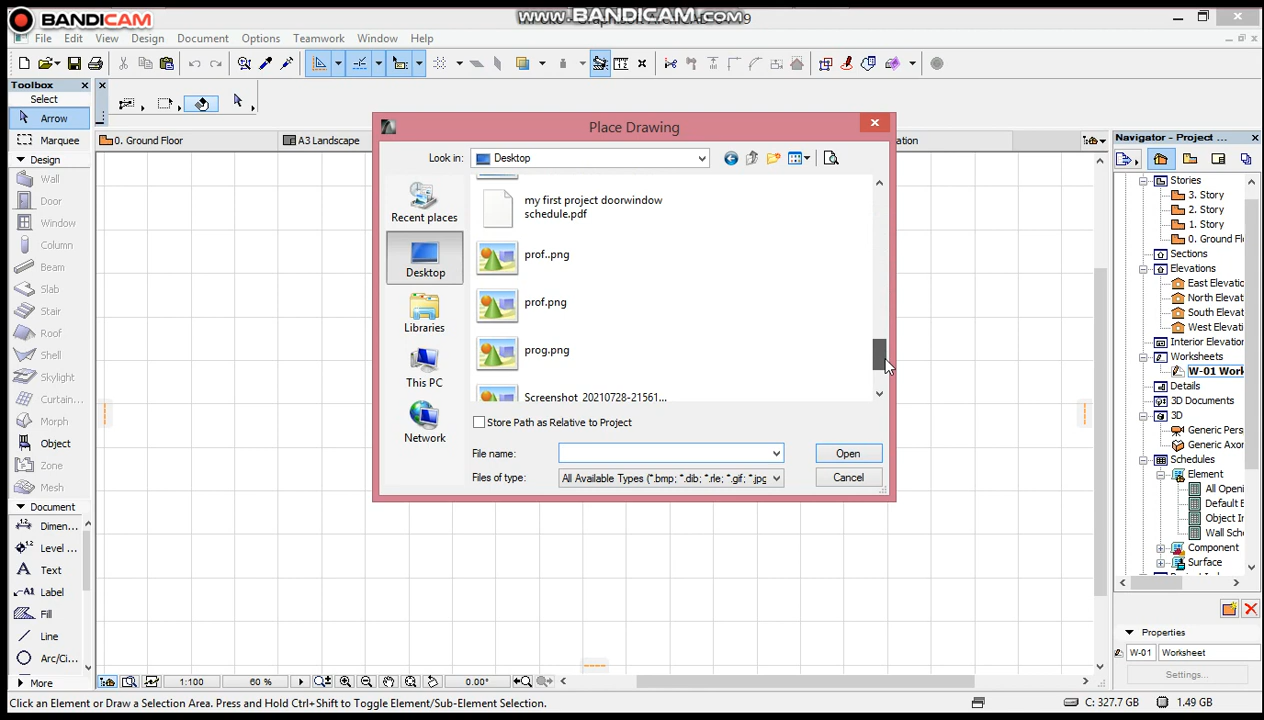 BANDICAM
www.BANDICAM.com
File Edit View Design Document Options Teamwork Window Help
Toolbox
Select
Arrow
Marquee
Design
Wall
Door
Window
Column
Beam
Slab
Stair
Roof
Shell
Skylight
Curtain...
Morph
Object
Zone
Mesh
Document
Dimen...
Level ...
Text
Label
Fill
Line
Arc/Ci...
More
0. Ground Floor
A3 Landscape
Place Drawing
Look in: Desktop
Recent places
Desktop
Libraries
This PC
Network
my first project doorwindow
schedule.pdf
prof..png
prof.png
prog.png
Screenshot_20210728-21561...
Store Path as Relative to Project
File name:
Open
Files of type: All Available Types (*.bmp; *.dib; *.rle; *.gif; *.jpg
Cancel
Navigator - Project ...
Stories
3. Story
2. Story
1. Story
0. Ground Fl
Sections
Elevations
East Elevatio
North Elevat
South Elevat
West Elevati
Interior Elevatio
Worksheets
W-01 Work
Details
3D Documents
3D
Generic Pers
Generic Axor
Schedules
Element
All Openi
Default E
Object In
Wall Sche
Component
Surface
Properties
W-01 Worksheet
Settings...
1:100 60 % 0.00°
Click an Element or Draw a Selection Area. Press and Hold Ctrl+Shift to Toggle Element/Sub-Element Selection.
C: 327.7 GB 1.49 GB